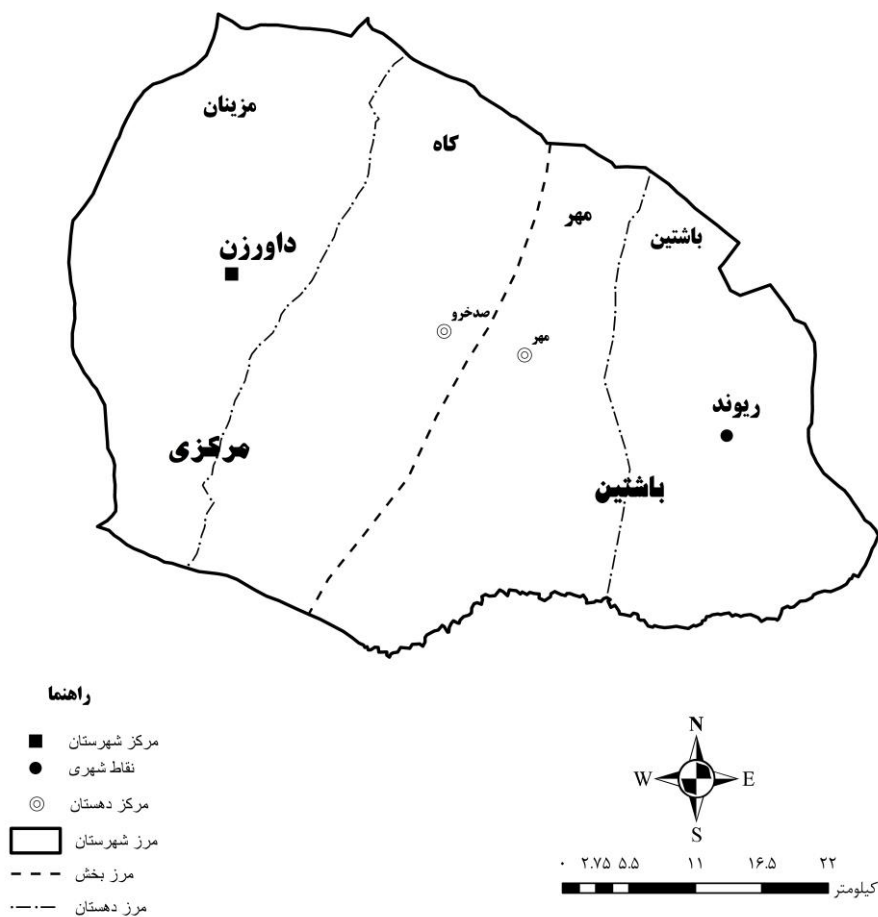 مزینان
کاه
مهر
باشتین
داورزن
صدخرو
مهر
ریوند
مرکزی
باشتین
راهنما
مرکز شهرستان
نقاط شهری
مرکز دهستان
مرز شهرستان
مرز بخش
مرز دهستان
N
W E
S
۰ ۲.۷۵ ۵.۵ ۱۱ ۱۶.۵ ۲۲
کیلومتر